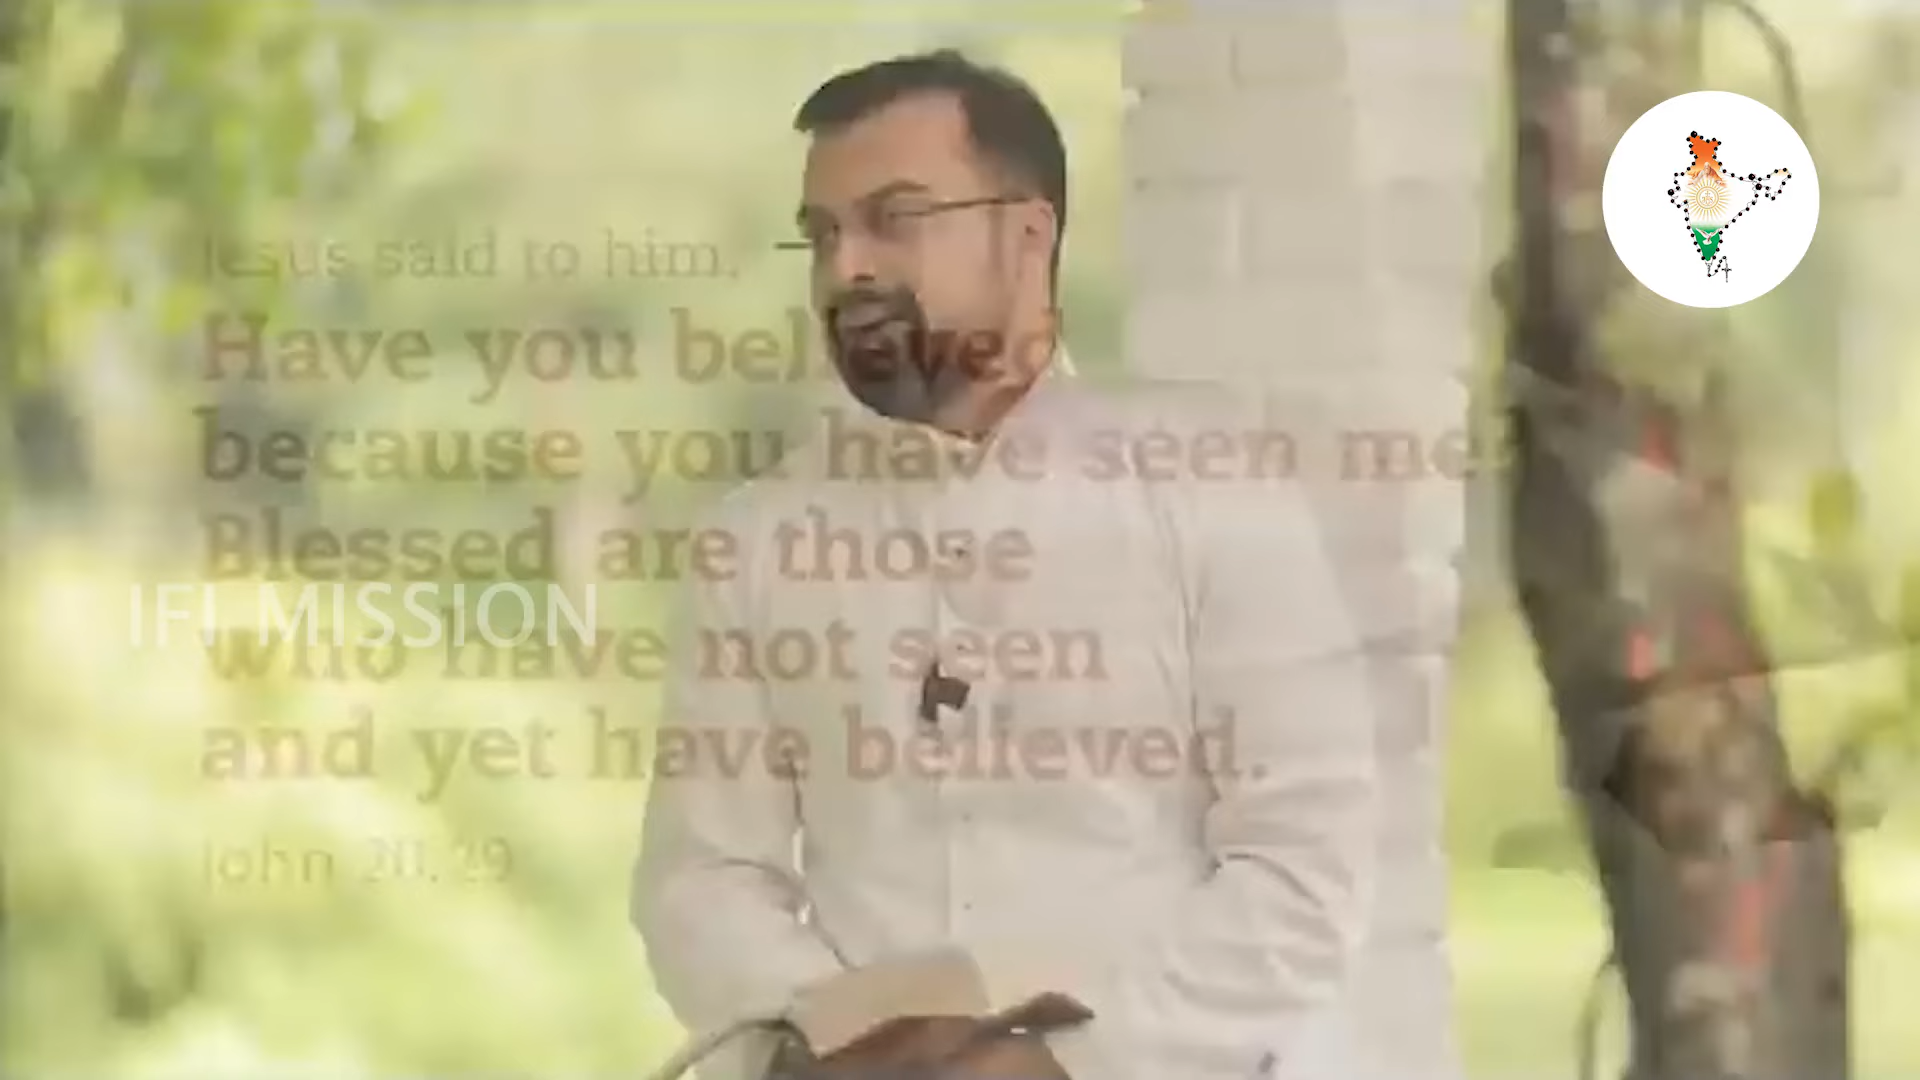 Jesus said to him,
Have you believed
because you have seen me?
Blessed are those
IFI MISSION
who have not seen
and yet have believed.
John 20.29